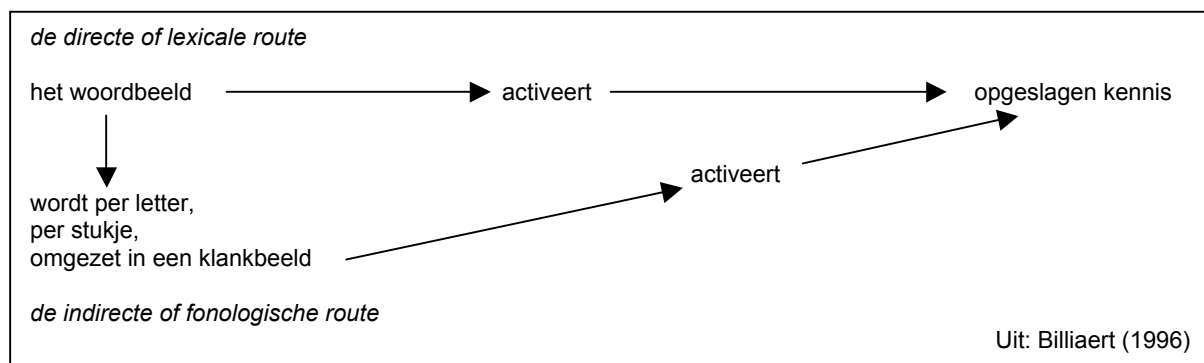 de directe of lexicale route
het woordbeeld activeert opgeslagen kennis
activeert
wordt per letter,
per stukje,
omgezet in een klankbeeld
de indirecte of fonologische route
Uit: Billiaert (1996)